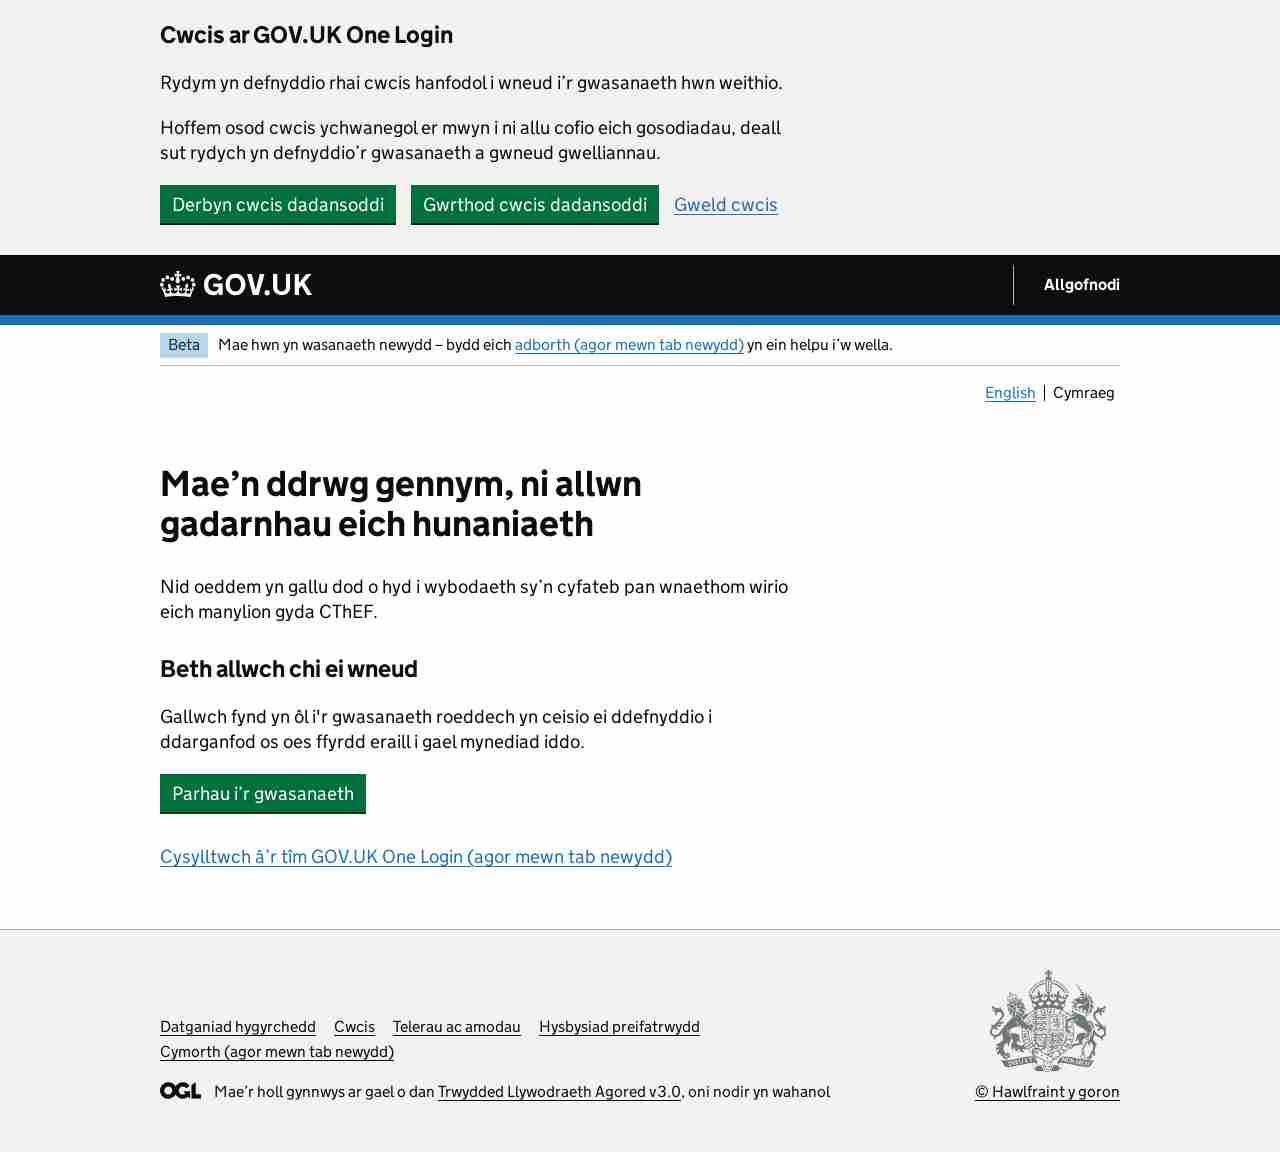 Cwcis ar GOV.UK One Login
Rydym yn defnyddio rhai cwcis hanfodol i wneud i’r gwasanaeth hwn weithio.
Hoffem osod cwcis ychwanegol er mwyn i ni allu cofio eich gosodiadau, deall
sut rydych yn defnyddio’r gwasanaeth a gwneud gwelliannau.
Derbyn cwcis dadansoddi Gwrthod cwcis dadansoddi Gweld cwcis
GOV.UK Allgofnodi
Beta Mae hwn yn wasanaeth newydd – bydd eich adborth (agor mewn tab newydd) yn ein helpu i’w wella.
English Cymraeg
Mae’n ddrwg gennym, ni allwn
gadarnhau eich hunaniaeth
Nid oeddem yn gallu dod o hyd i wybodaeth sy’n cyfateb pan wnaethom wirio
eich manylion gyda CThEF.
Beth allwch chi ei wneud
Gallwch fynd yn ôl i'r gwasanaeth roeddech yn ceisio ei ddefnyddio i
ddarganfod os oes ffyrdd eraill i gael mynediad iddo.
Parhau i’r gwasanaeth
Cysylltwch â’r tîm GOV.UK One Login (agor mewn tab newydd)
Datganiad hygyrchedd Cwcis Telerau ac amodau Hysbysiad preifatrwydd
Cymorth (agor mewn tab newydd)
OGL Mae’r holl gynnwys ar gael o dan Trwydded Llywodraeth Agored v3.0, oni nodir yn wahanol
© Hawlfraint y goron